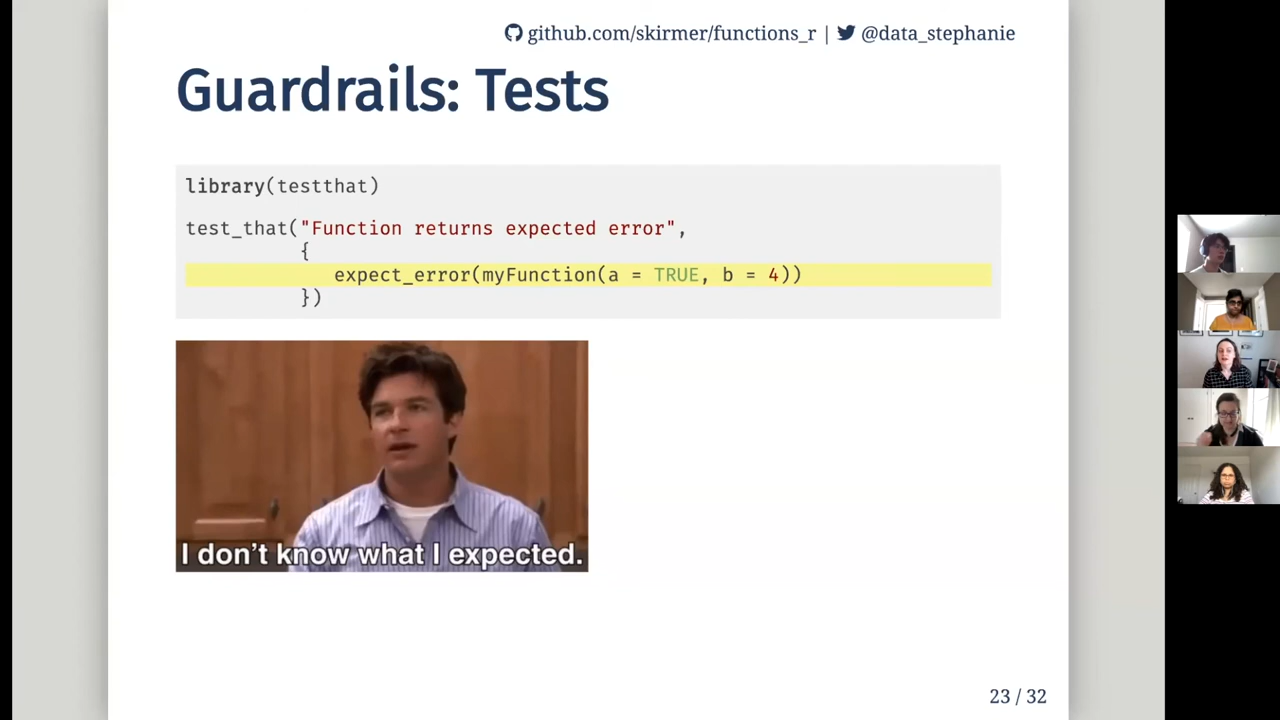 github.com/skirmer/functions_r | @data_stephanie
Guardrails: Tests
library(testthat)
test_that("Function returns expected error",
{
expect_error(myFunction(a = TRUE, b = 4))
})
I don't know what I expected.
23 / 32